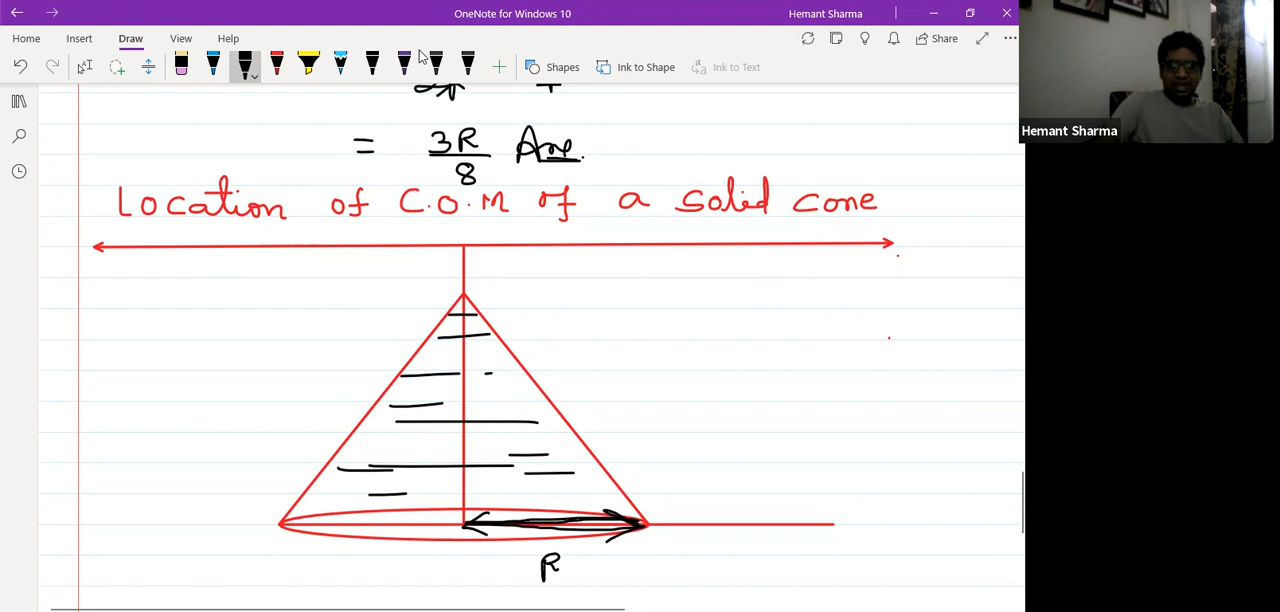 OneNote for Windows 10
Hemant Sharma
Home Insert Draw View Help
Share
Shapes
Ink to Shape
Ink to Text
Hemant Sharma
= 3R/8 Ans.
Location of C.O.M of a solid cone
R